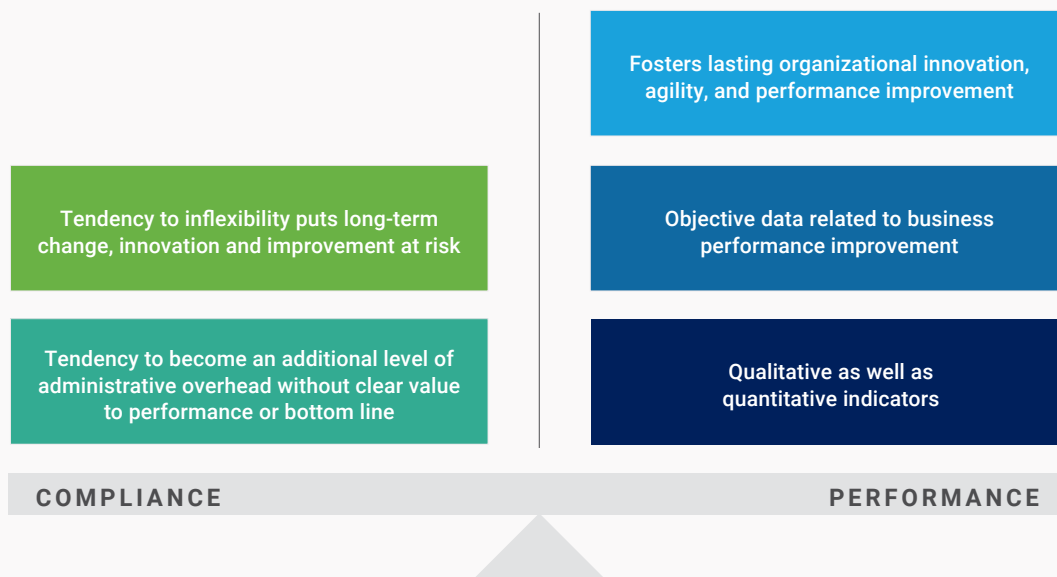 Fosters lasting organizational innovation,
agility, and performance improvement
Tendency to inflexibility puts long-term
change, innovation and improvement at risk
Objective data related to business
performance improvement
Tendency to become an additional level of
administrative overhead without clear value
to performance or bottom line
Qualitative as well as
quantitative indicators
COMPLIANCE
PERFORMANCE